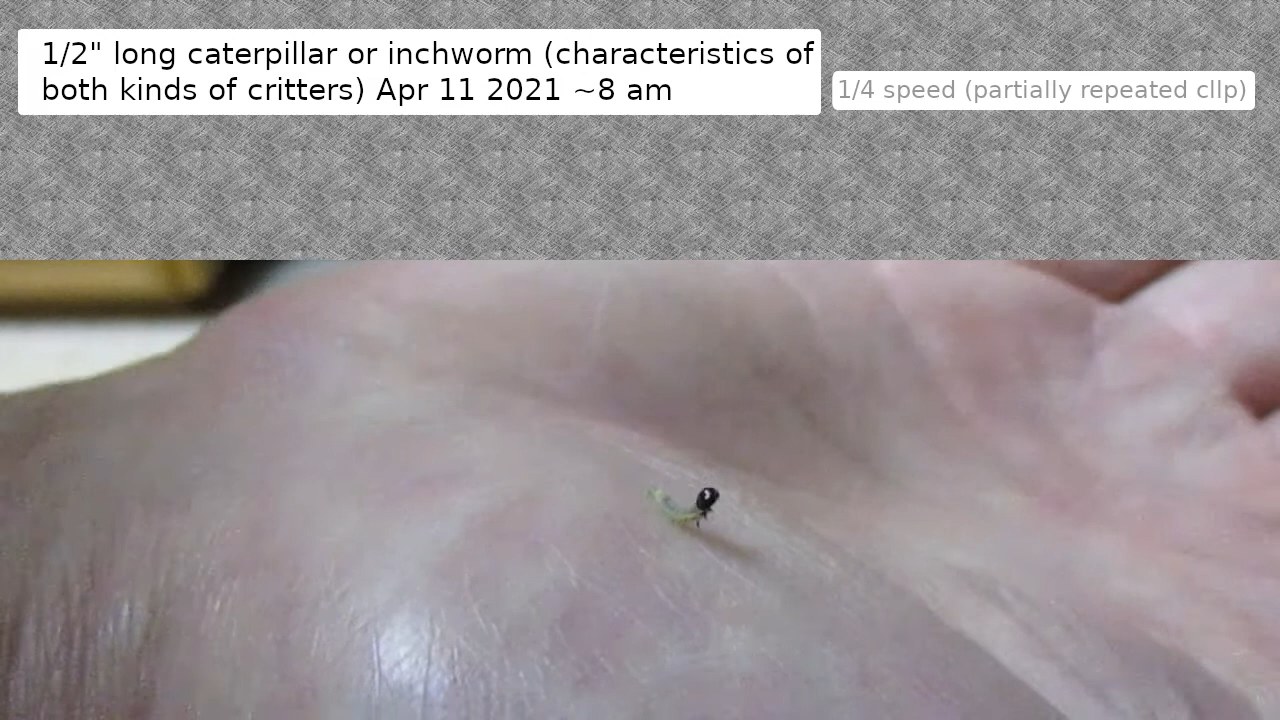 1/2" long caterpillar or inchworm (characteristics of
both kinds of critters) Apr 11 2021 ~8 am
1/4 speed (partially repeated cllp)